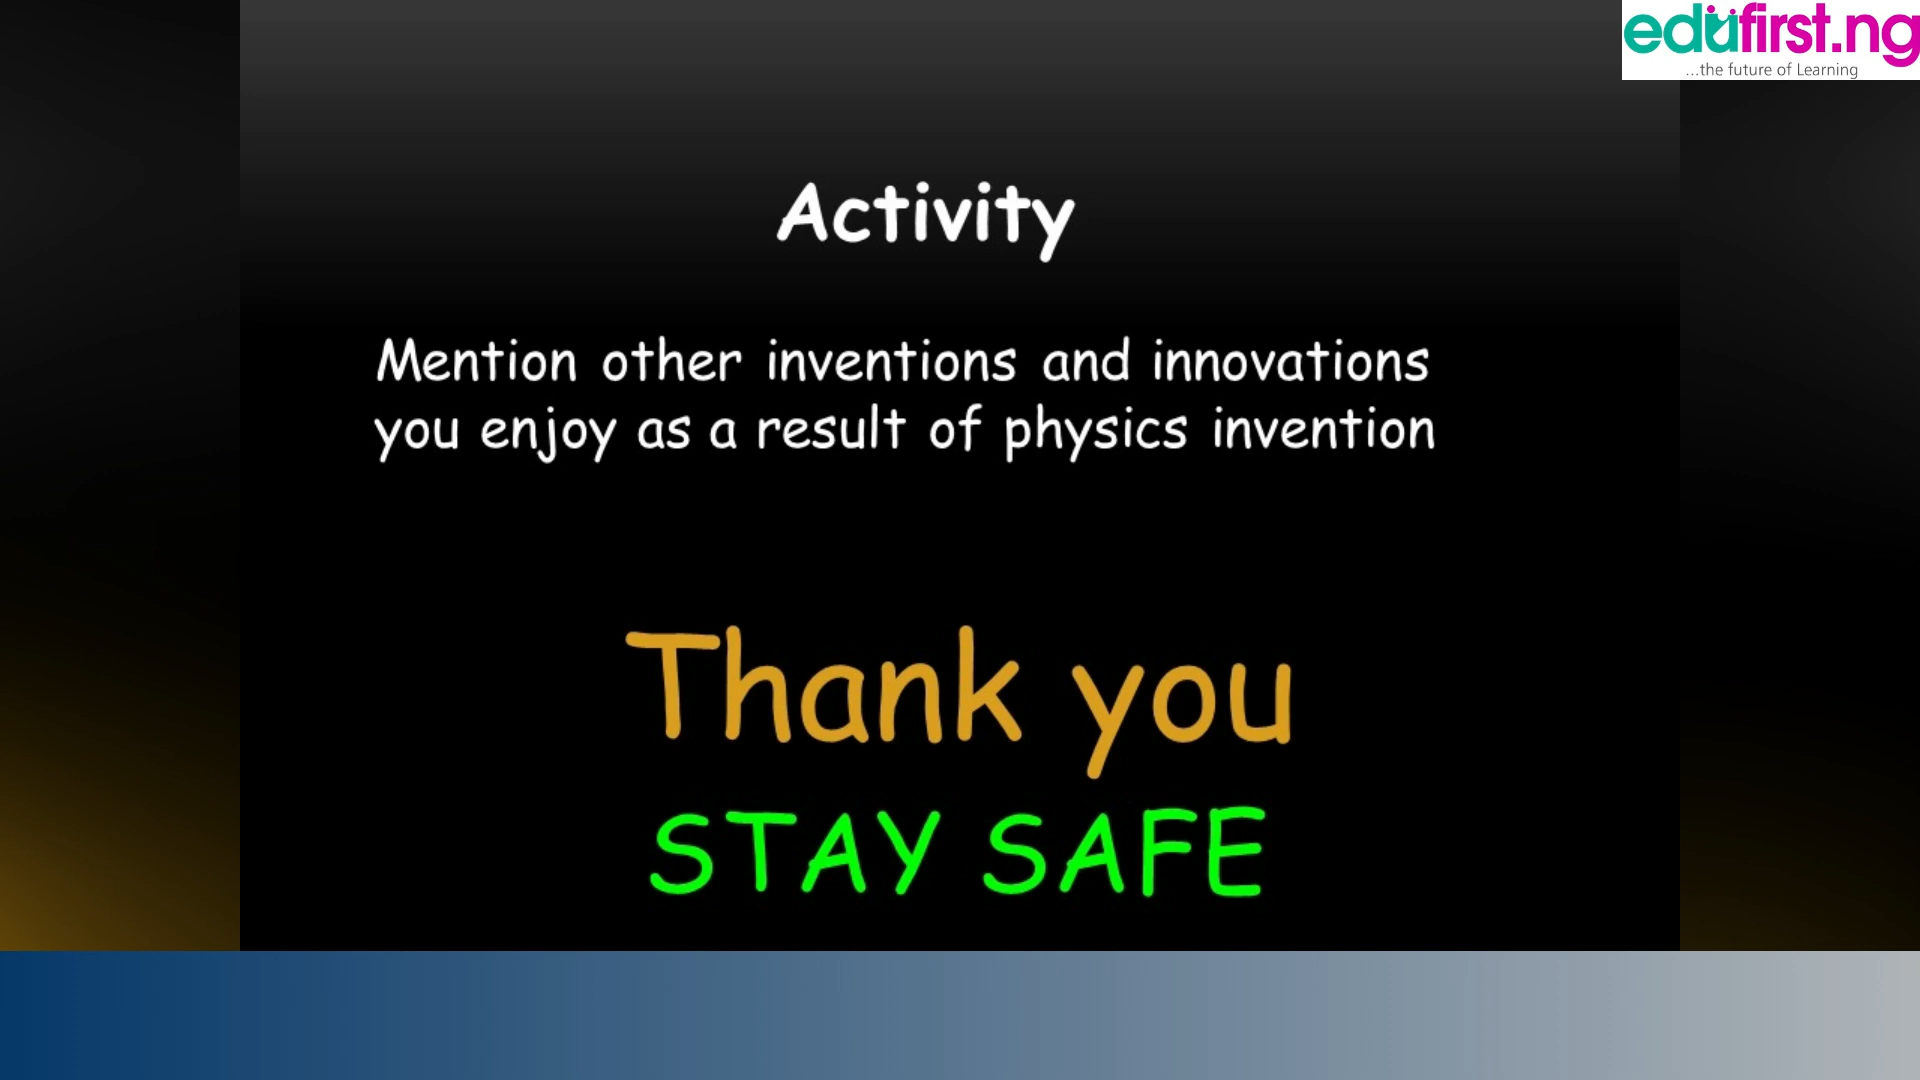 edufirst.ng
...the future of Learning
Activity
Mention other inventions and innovations
you enjoy as a result of physics invention
Thank you
STAY SAFE